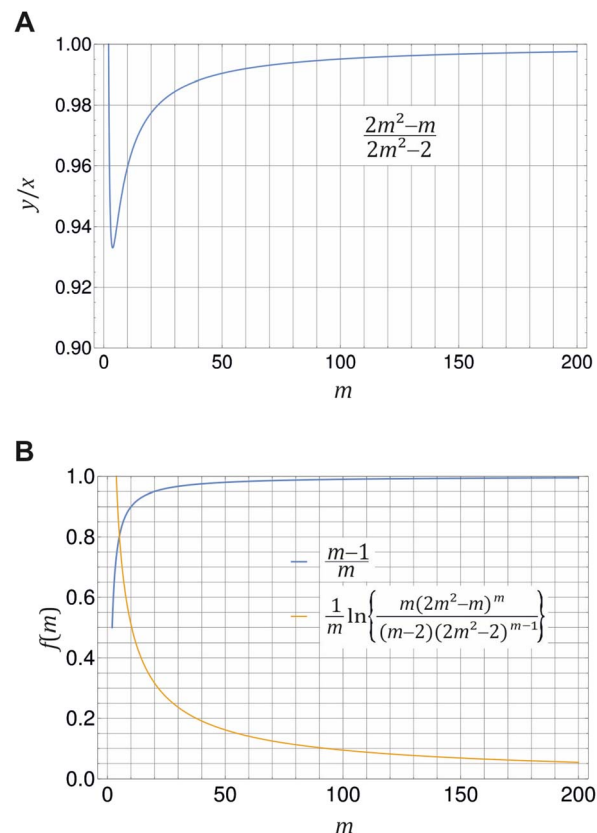 A
1.00
0.98
0.96
0.94
0.92
0.90
y/x
2m²−m
2m²−2
0 50 100 150 200
m
B
1.0
0.8
0.6
0.4
0.2
0.0
f(m)
m−1
m
1/m ln{m(2m²−m)^m / (m−2)(2m²−2)^{m−1}}
0 50 100 150 200
m